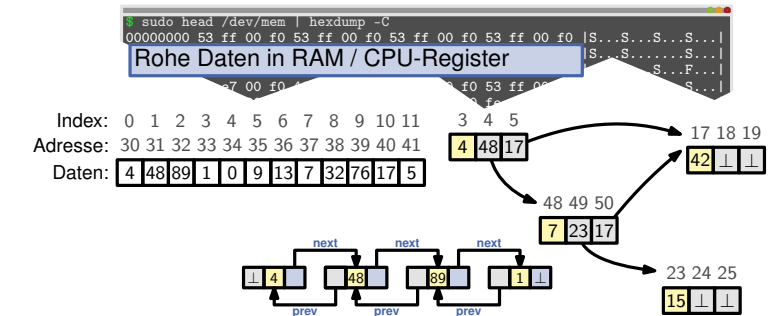 $ sudo head /dev/mem | hexdump -C
00000000 53 ff 00 f0 53 ff 00 f0 53 ff 00 f0 53 ff 00 f0 |S...S...S...S...|
Rohe Daten in RAM / CPU-Register
Index: 0 1 2 3 4 5 6 7 8 9 10 11
Adresse: 30 31 32 33 34 35 36 37 38 39 40 41
Daten: 4 48 89 1 0 9 13 7 32 76 17 5
3 4 5
4 48 17
17 18 19
42 ⊥ ⊥
48 49 50
7 23 17
23 24 25
15 ⊥ ⊥
next next next
⊥ 4 48 89 1 ⊥
prev prev prev